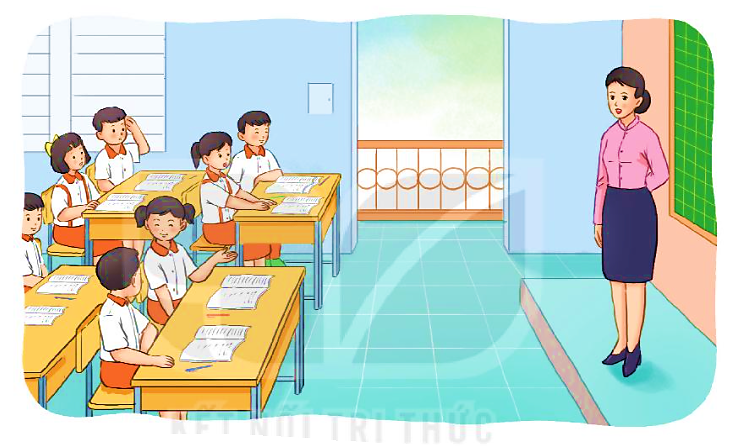 KẾT NỐI TRI THỨC